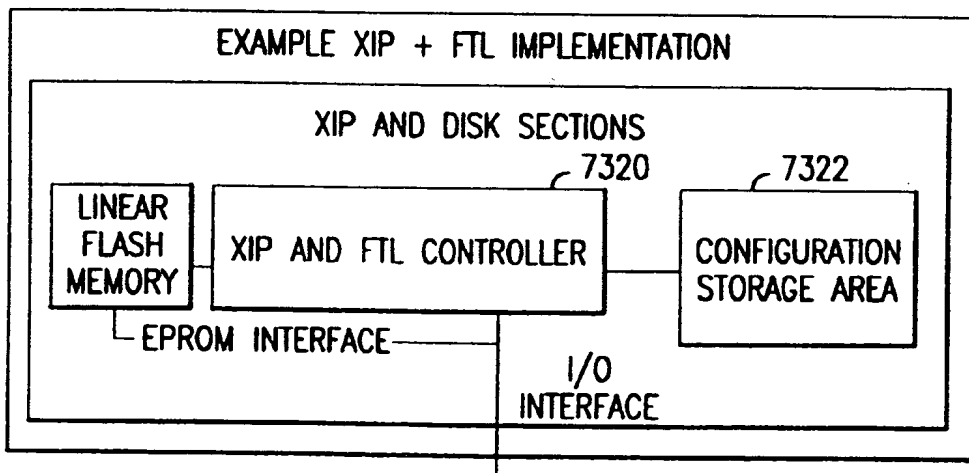 EXAMPLE XIP + FTL IMPLEMENTATION
XIP AND DISK SECTIONS
7320
7322
LINEAR
FLASH
MEMORY
XIP AND FTL CONTROLLER
CONFIGURATION
STORAGE AREA
EPROM INTERFACE
I/O
INTERFACE